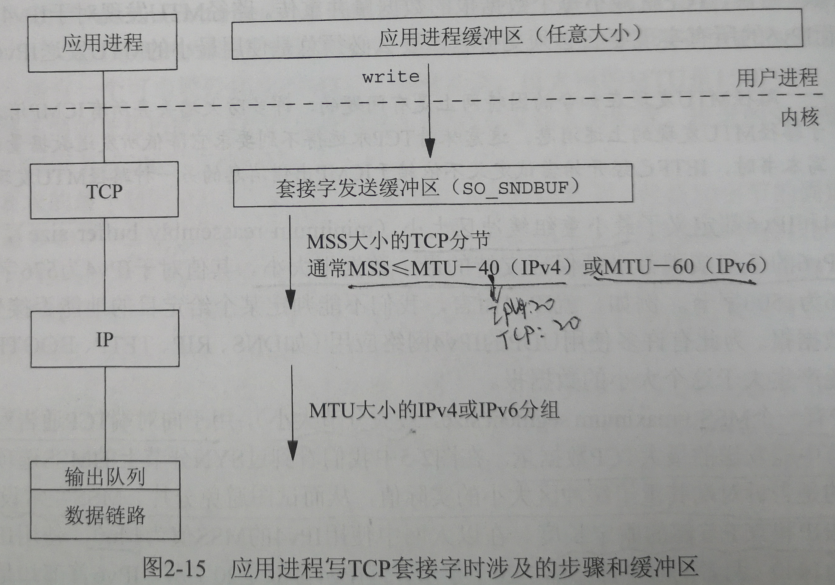 应用进程
应用进程缓冲区（任意大小）
write
用户进程
内核
TCP
套接字发送缓冲区（SO_SNDBUF）
MSS大小的TCP分节
通常MSS≤MTU－40（IPv4）或MTU－60（IPv6）
IPv4:20
TCP: 20
IP
MTU大小的IPv4或IPv6分组
输出队列
数据链路
图2-15 应用进程写TCP套接字时涉及的步骤和缓冲区